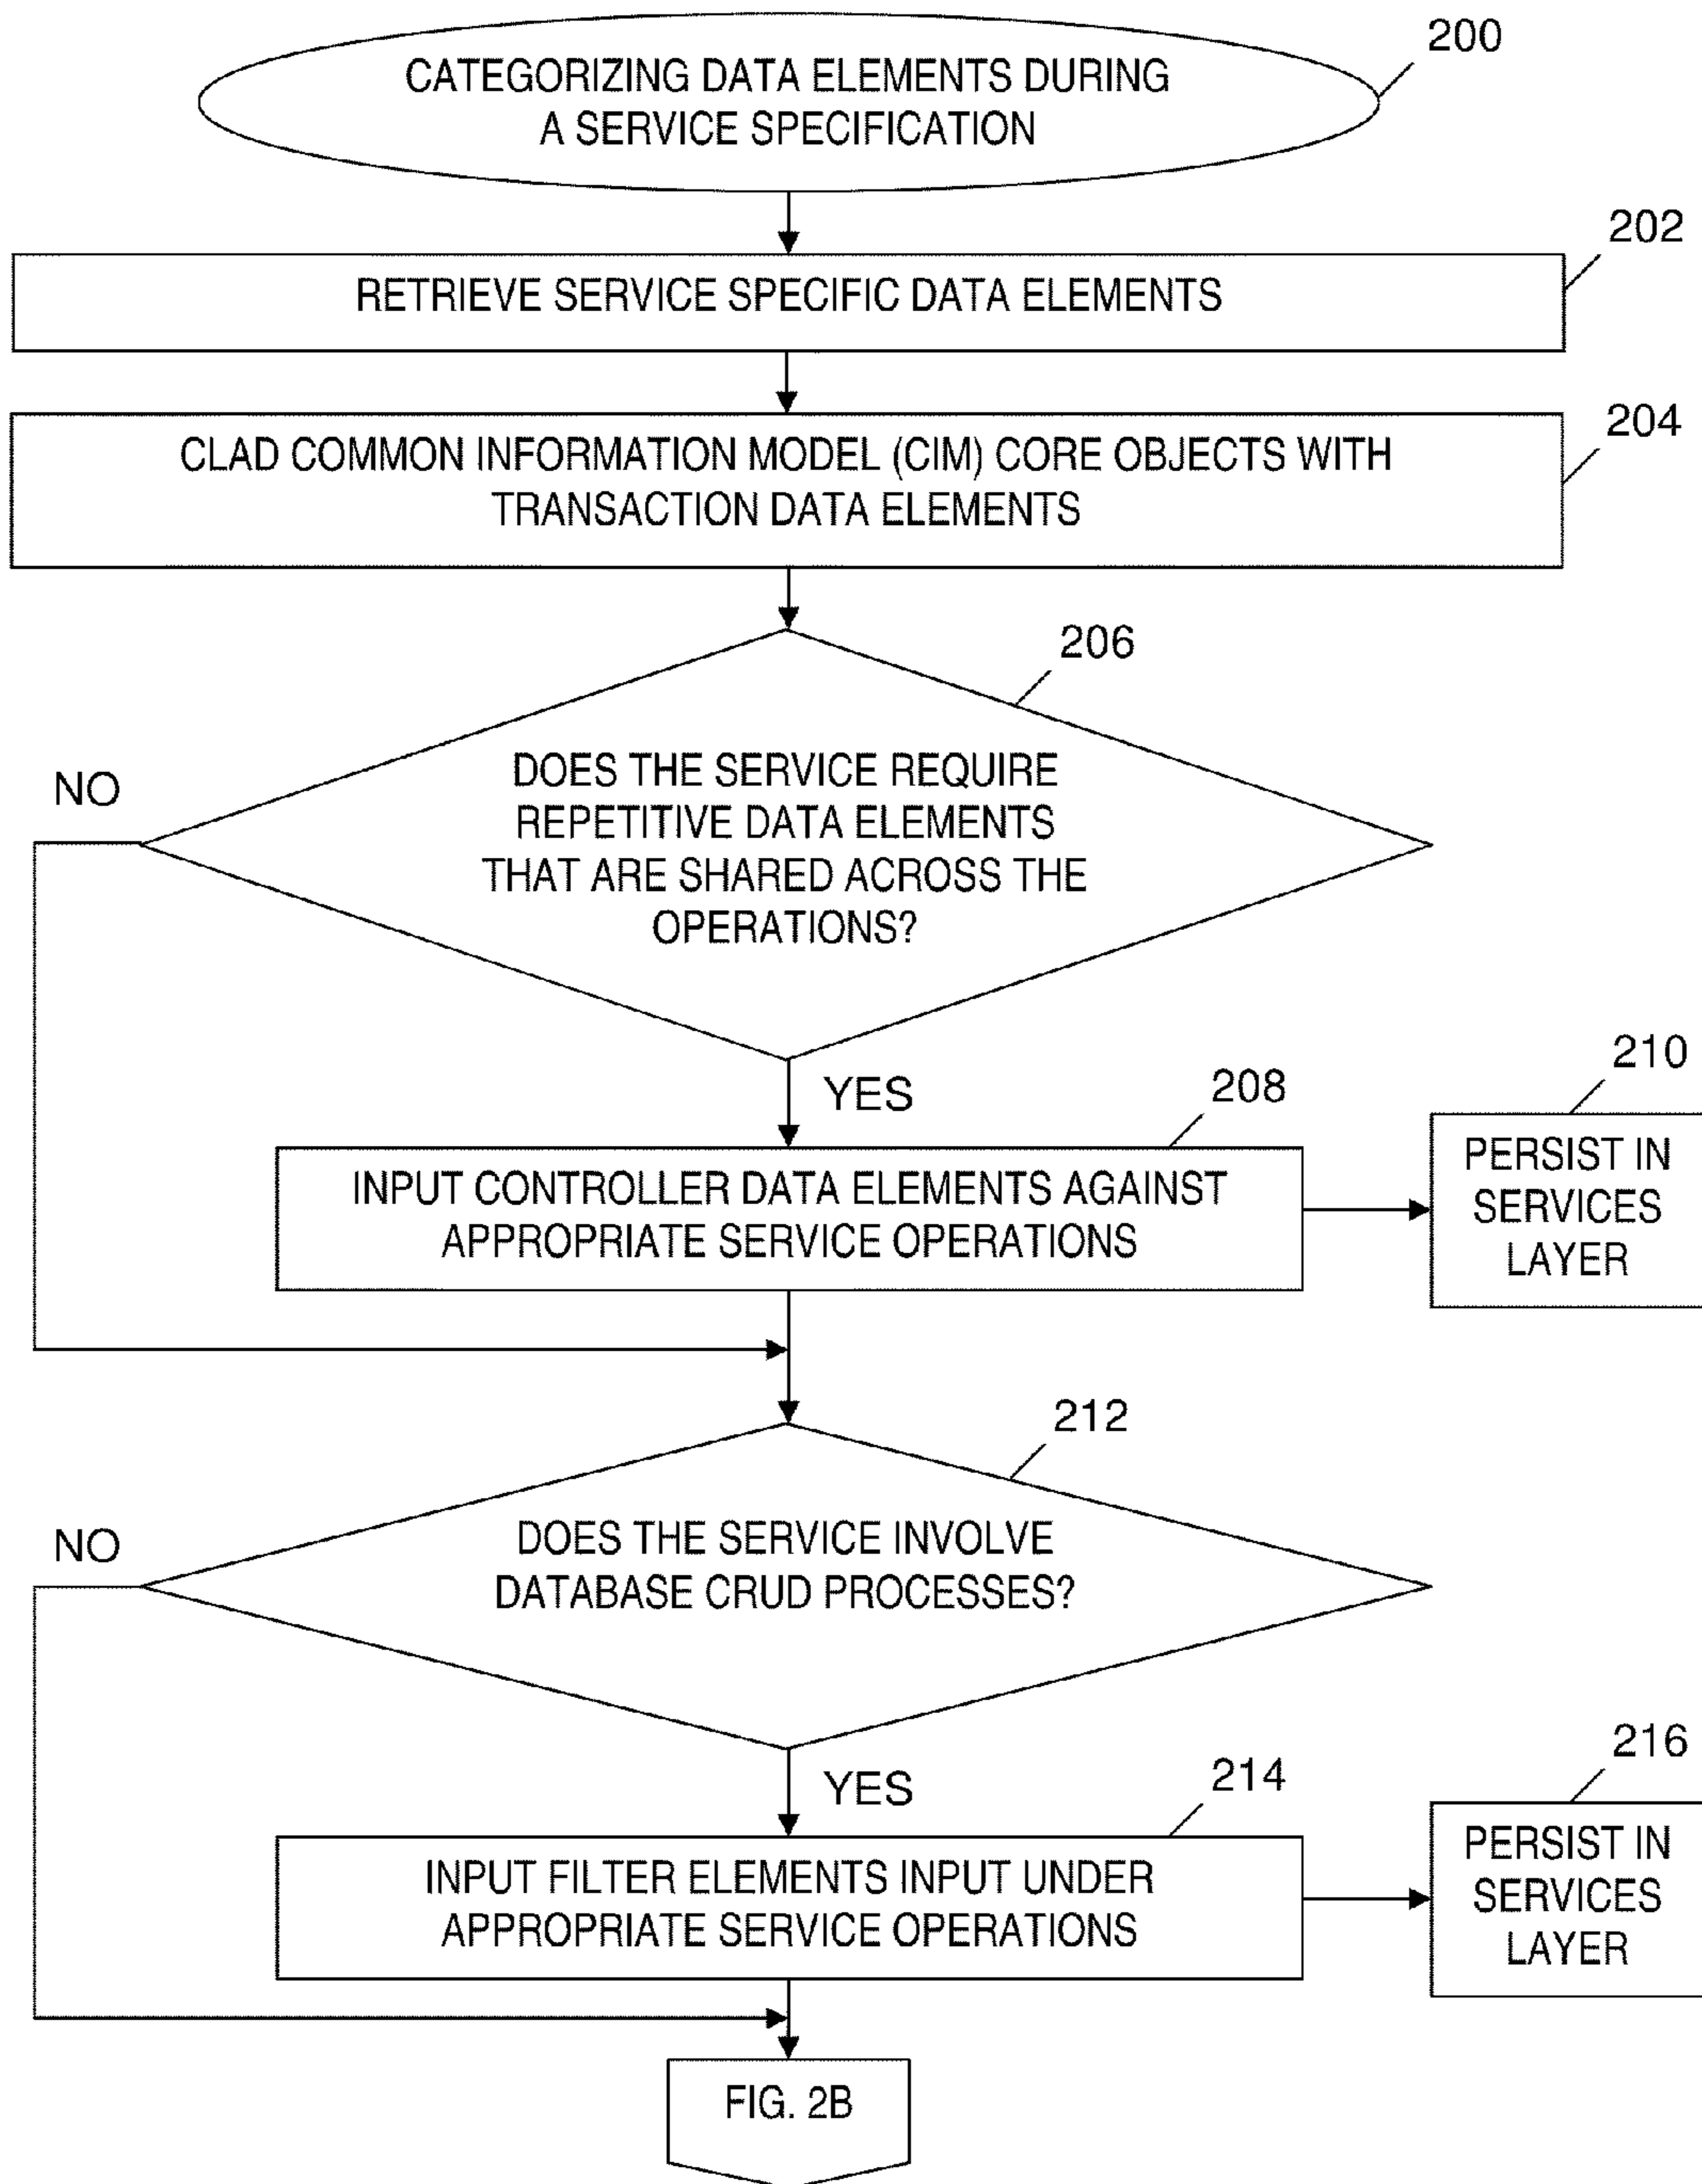 200
CATEGORIZING DATA ELEMENTS DURING
A SERVICE SPECIFICATION
202
RETRIEVE SERVICE SPECIFIC DATA ELEMENTS
204
CLAD COMMON INFORMATION MODEL (CIM) CORE OBJECTS WITH
TRANSACTION DATA ELEMENTS
206
NO
DOES THE SERVICE REQUIRE
REPETITIVE DATA ELEMENTS
THAT ARE SHARED ACROSS THE
OPERATIONS?
YES
208
210
INPUT CONTROLLER DATA ELEMENTS AGAINST
APPROPRIATE SERVICE OPERATIONS
PERSIST IN
SERVICES
LAYER
212
NO
DOES THE SERVICE INVOLVE
DATABASE CRUD PROCESSES?
YES
214
216
INPUT FILTER ELEMENTS INPUT UNDER
APPROPRIATE SERVICE OPERATIONS
PERSIST IN
SERVICES
LAYER
FIG. 2B